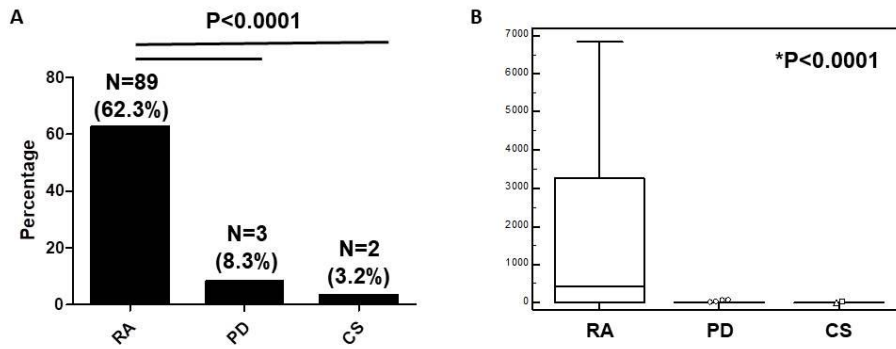 A
P<0.0001
Percentage
80
60
40
20
0
N=89
(62.3%)
N=3
(8.3%)
N=2
(3.2%)
RA
PD
CS
B
*P<0.0001
7000
6000
5000
4000
3000
2000
1000
0
RA
PD
CS